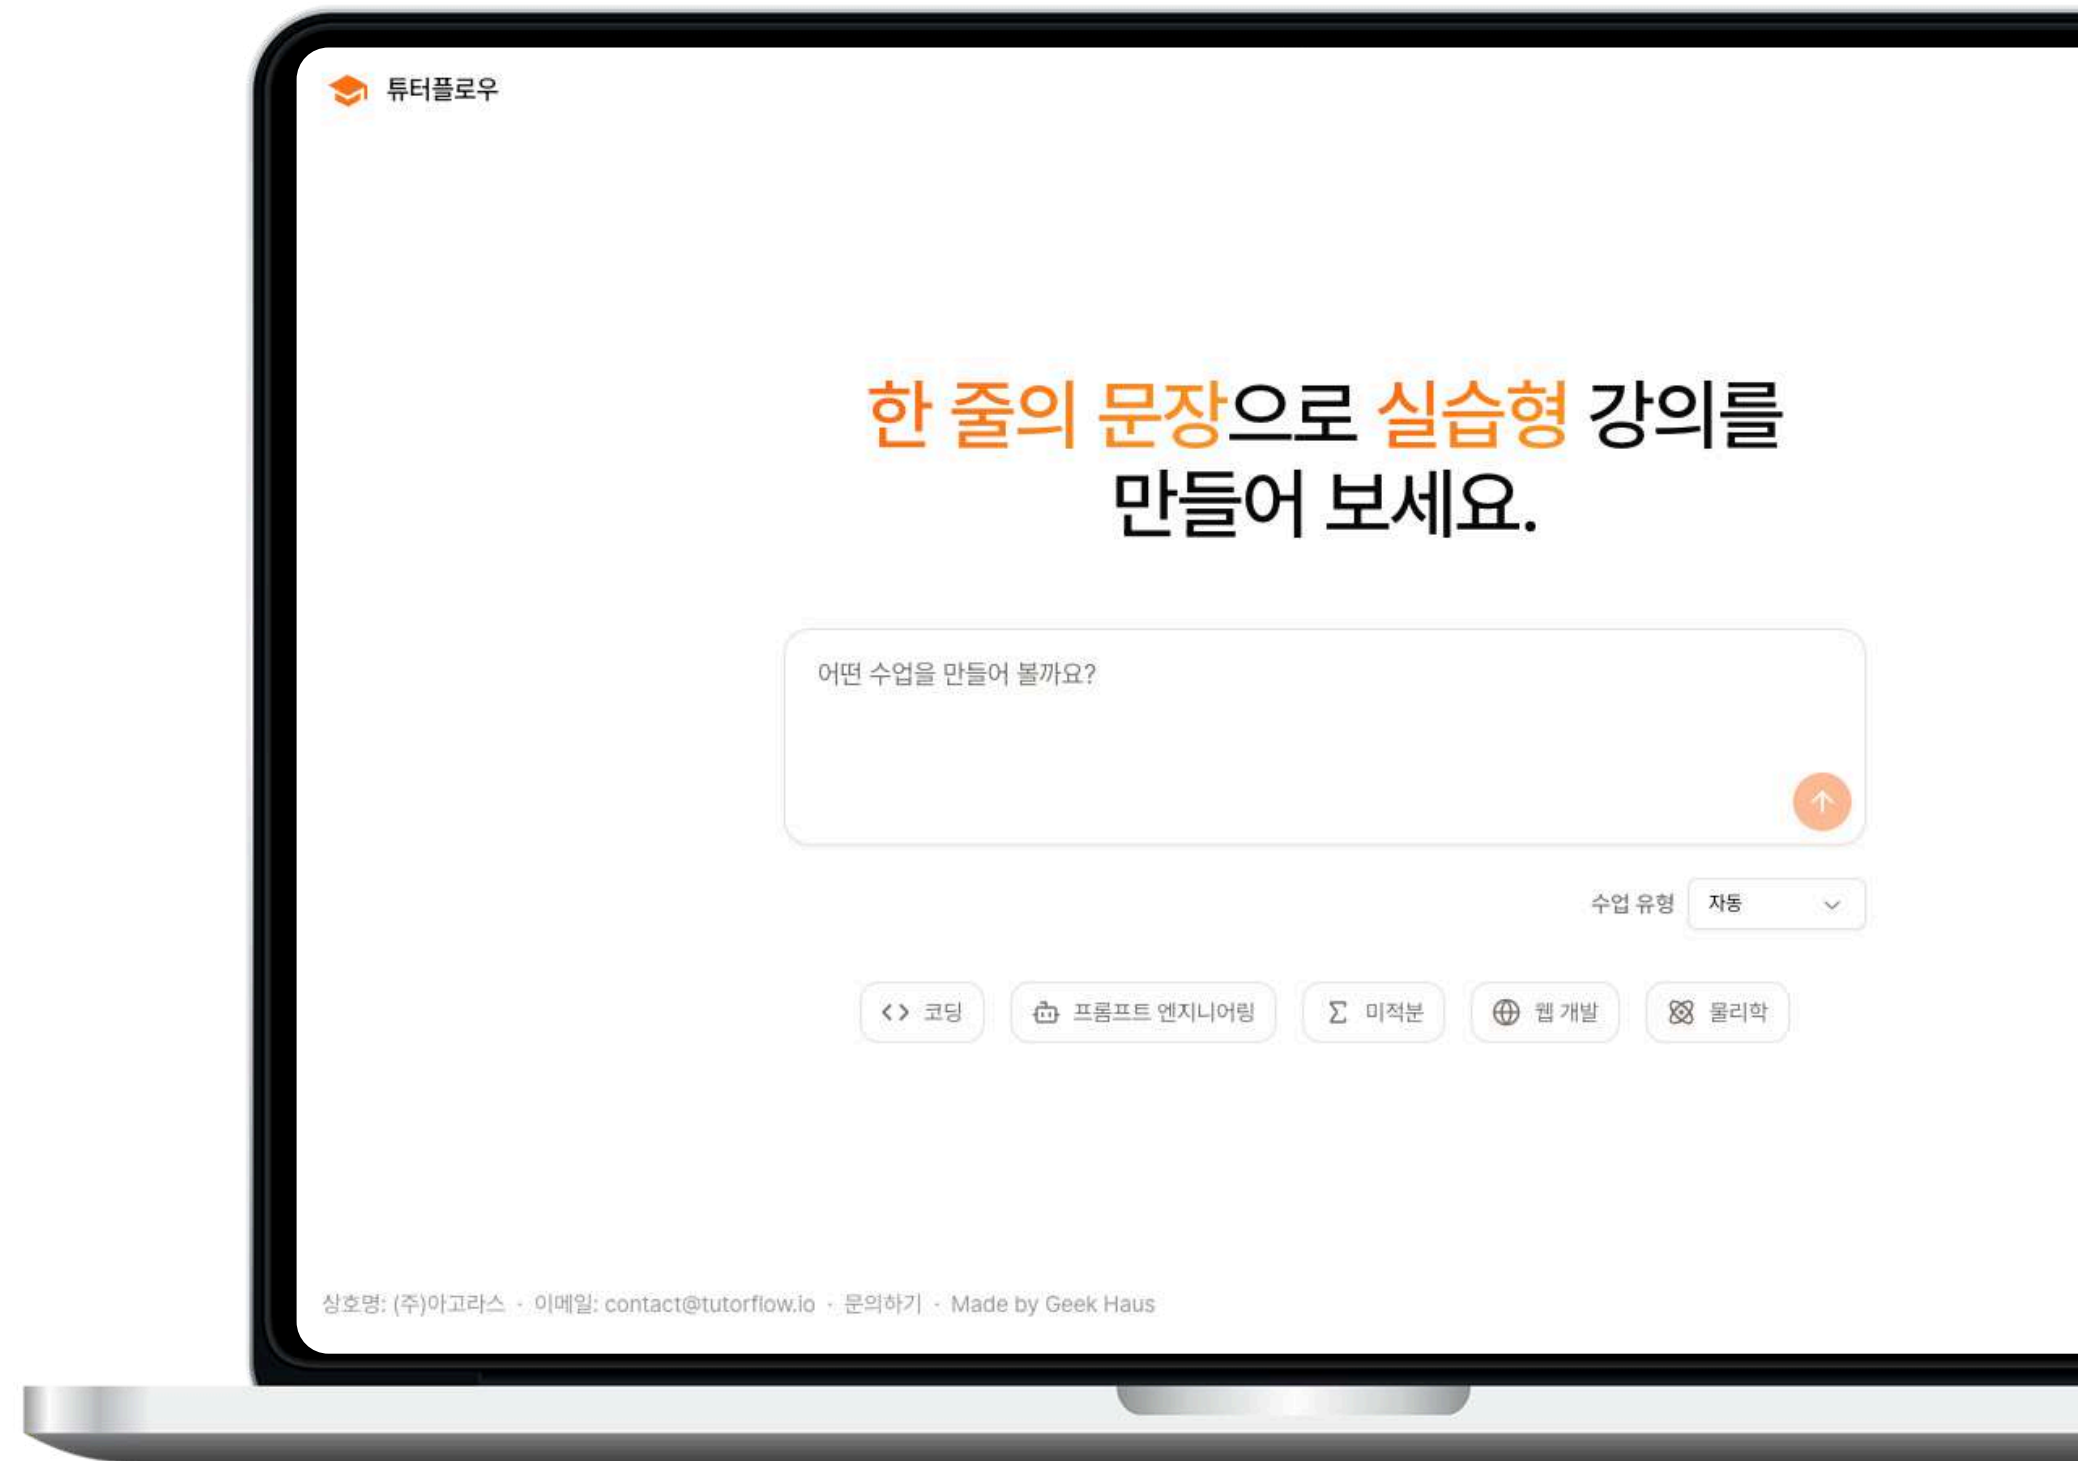 튜터플로우
한 줄의 문장으로 실습형 강의를
만들어 보세요.
어떤 수업을 만들어 볼까요?
수업 유형 자동
코딩 프롬프트 엔지니어링 미적분 웹 개발 물리학
상호명: (주)아고라스 · 이메일: contact@tutorflow.io · 문의하기 · Made by Geek Haus